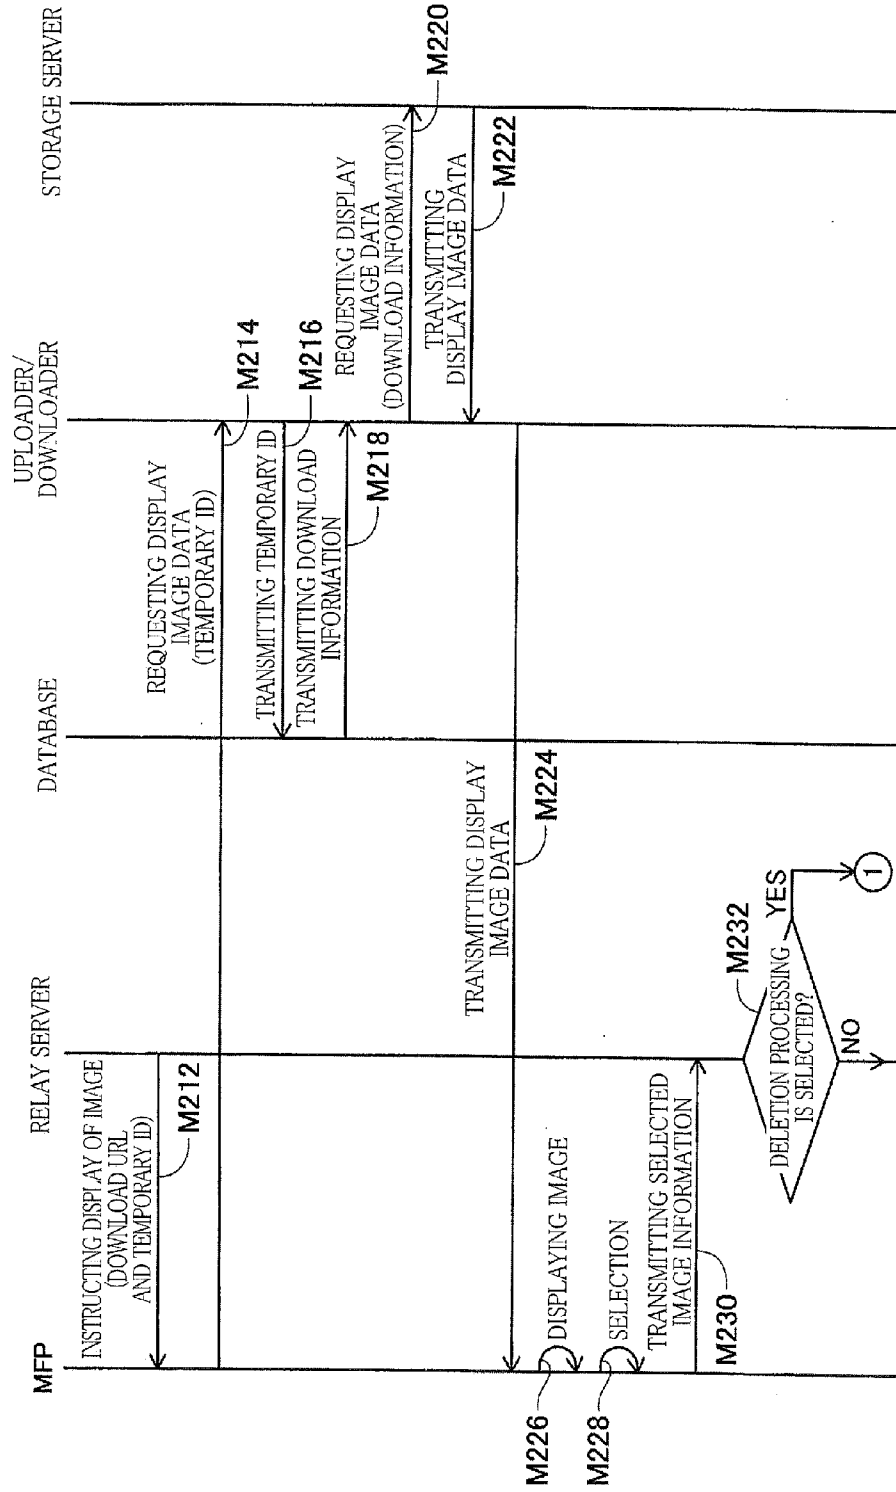 MFP
RELAY SERVER
DATABASE
UPLOADER/
DOWNLOADER
STORAGE SERVER
INSTRUCTING DISPLAY OF IMAGE
(DOWNLOAD URL
AND TEMPORARY ID)
M212
REQUESTING DISPLAY
IMAGE DATA
(TEMPORARY ID)
M214
TRANSMITTING TEMPORARY ID
M216
TRANSMITTING DOWNLOAD
INFORMATION
M218
REQUESTING DISPLAY
IMAGE DATA
(DOWNLOAD INFORMATION)
M220
TRANSMITTING
DISPLAY IMAGE DATA
M222
TRANSMITTING DISPLAY
IMAGE DATA
M224
M226
DISPLAYING IMAGE
M228
SELECTION
TRANSMITTING SELECTED
IMAGE INFORMATION
M230
M232
DELETION PROCESSING
IS SELECTED?
YES
1
NO